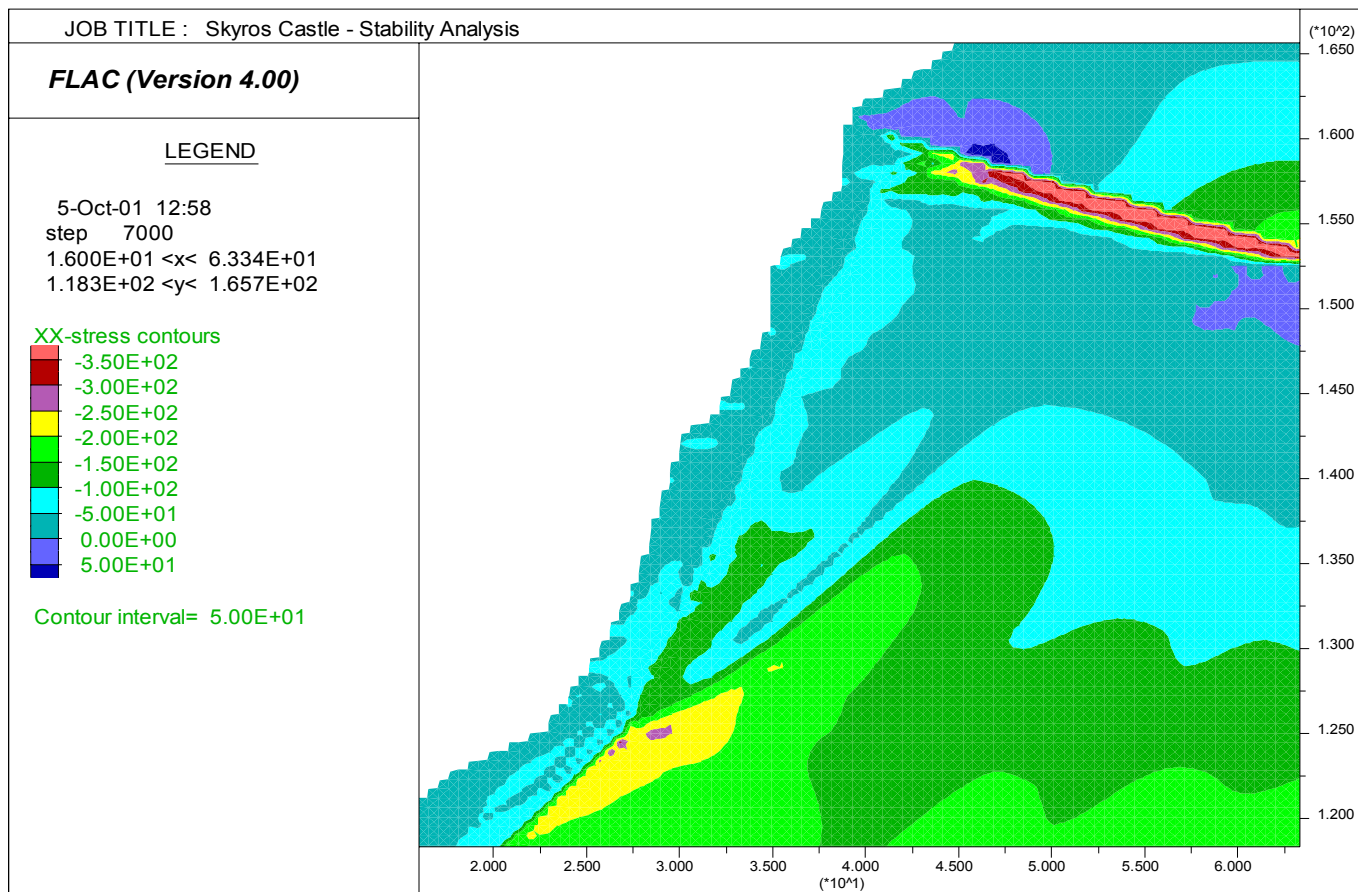 JOB TITLE : Skyros Castle - Stability Analysis
FLAC (Version 4.00)
LEGEND
5-Oct-01 12:58
step 7000
1.600E+01 <x< 6.334E+01
1.183E+02 <y< 1.657E+02
XX-stress contours
-3.50E+02
-3.00E+02
-2.50E+02
-2.00E+02
-1.50E+02
-1.00E+02
-5.00E+01
0.00E+00
5.00E+01
Contour interval= 5.00E+01
(*10^2)
1.650
1.600
1.550
1.500
1.450
1.400
1.350
1.300
1.250
1.200
2.000 2.500 3.000 3.500 4.000 4.500 5.000 5.500 6.000
(*10^1)